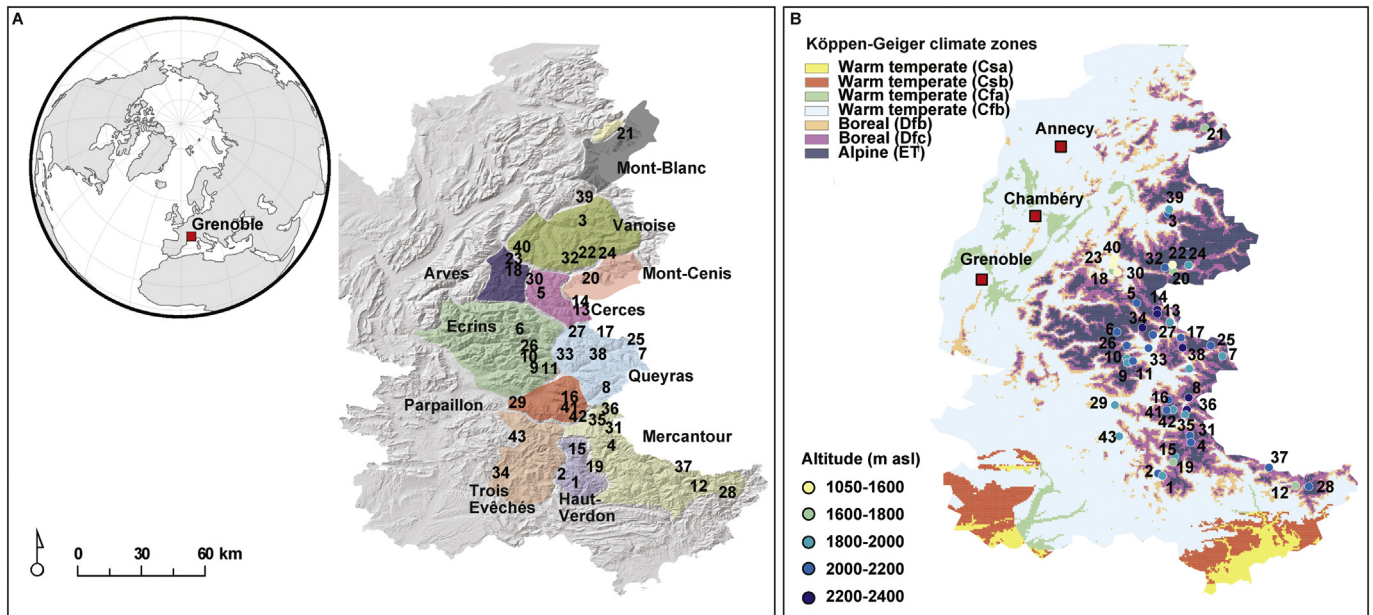 A
Grenoble
21
Mont-Blanc
39
3
Vanoise
40
23
18
32 22 24
Arves
Mont-Cenis
20
30
5
14
13 Cerces
Ecrins
6
27 17
25
7
26
10
9 11
33
38
Queyras
8
Parpaillon
29
16
41
42
36
35
31
43
Mercantour
4
15
34
2
19
1
37
12
28
Trois
Evêchés
Haut-
Verdon
0 30 60 km
B
Köppen-Geiger climate zones
Warm temperate (Csa)
Warm temperate (Csb)
Warm temperate (Cfa)
Warm temperate (Cfb)
Boreal (Dfb)
Boreal (Dfc)
Alpine (ET)
Annecy
21
Chambéry
39
3
40
23
Grenoble
18
30
32 22 24
20
5
14
13
34
6
27 17
25
26
7
10
33
38
9 11
8
29
16
41
42
36
35
31
43
15
4
2
19
1
37
12
28
Altitude (m asl)
1050-1600
1600-1800
1800-2000
2000-2200
2200-2400